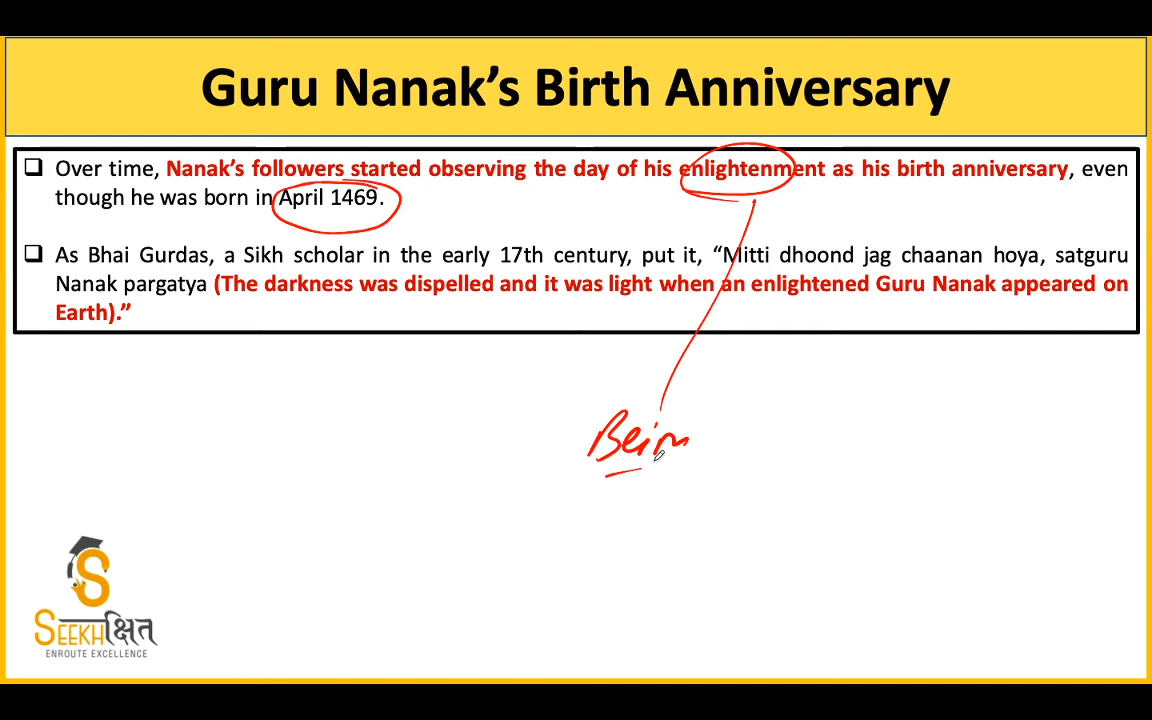 Guru Nanak’s Birth Anniversary
❑ Over time, Nanak’s followers started observing the day of his enlightenment as his birth anniversary, even
though he was born in April 1469.
❑ As Bhai Gurdas, a Sikh scholar in the early 17th century, put it, “Mitti dhoond jag chaanan hoya, satguru
Nanak pargatya (The darkness was dispelled and it was light when an enlightened Guru Nanak appeared on
Earth).”
Bein
S
SEEKHक्षित
ENROUTE EXCELLENCE